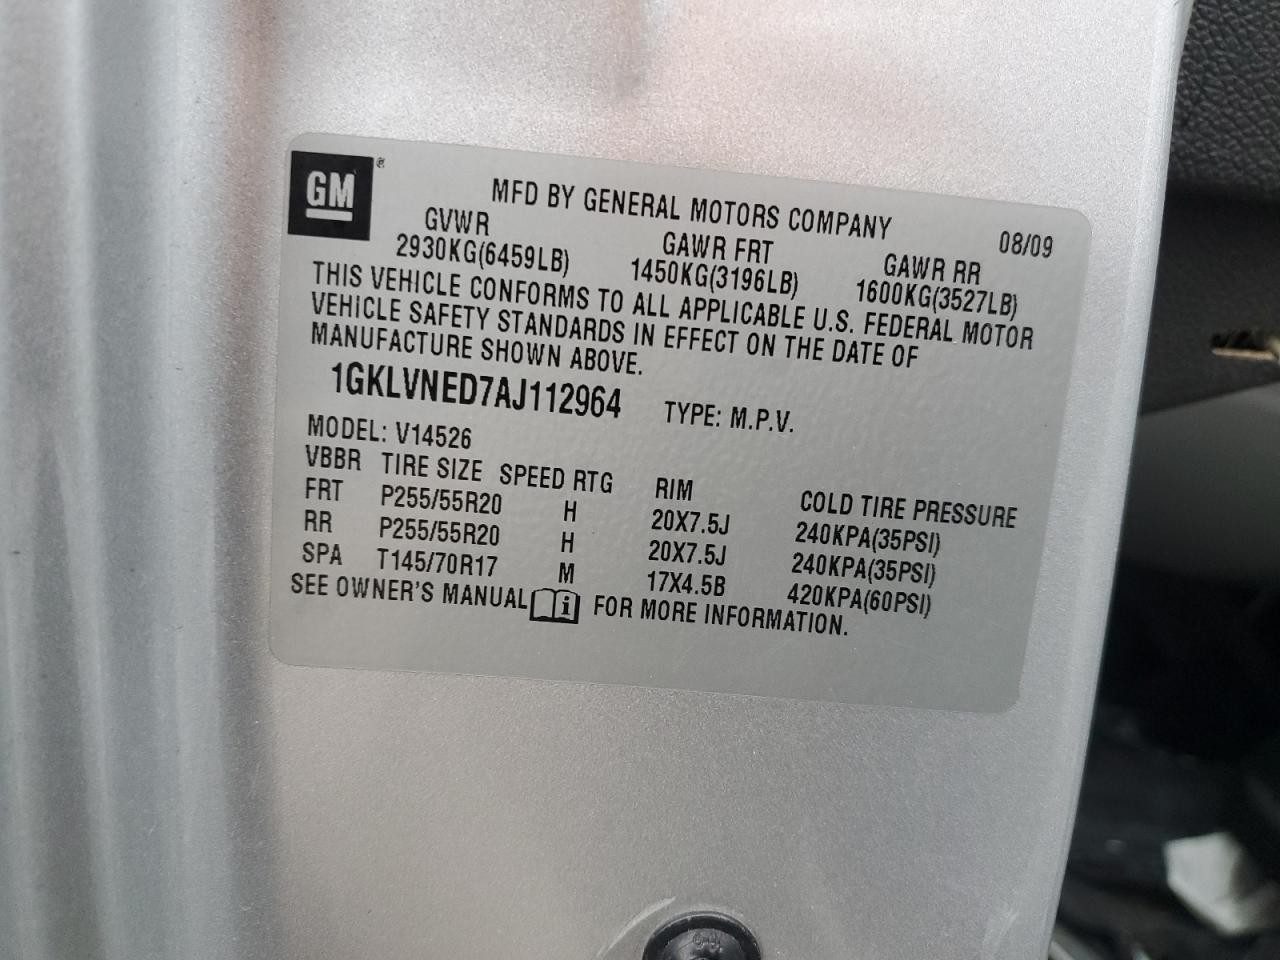 GM ®
MFD BY GENERAL MOTORS COMPANY 08/09
GVWR GAWR FRT GAWR RR
2930KG(6459LB) 1450KG(3196LB) 1600KG(3527LB)
THIS VEHICLE CONFORMS TO ALL APPLICABLE U.S. FEDERAL MOTOR
VEHICLE SAFETY STANDARDS IN EFFECT ON THE DATE OF
MANUFACTURE SHOWN ABOVE.
1GKLVNED7AJ112964 TYPE: M.P.V.
MODEL: V14526
VBBR TIRE SIZE SPEED RTG RIM COLD TIRE PRESSURE
FRT P255/55R20 H 20X7.5J 240KPA(35PSI)
RR P255/55R20 H 20X7.5J 240KPA(35PSI)
SPA T145/70R17 M 17X4.5B 420KPA(60PSI)
SEE OWNER'S MANUAL i FOR MORE INFORMATION.